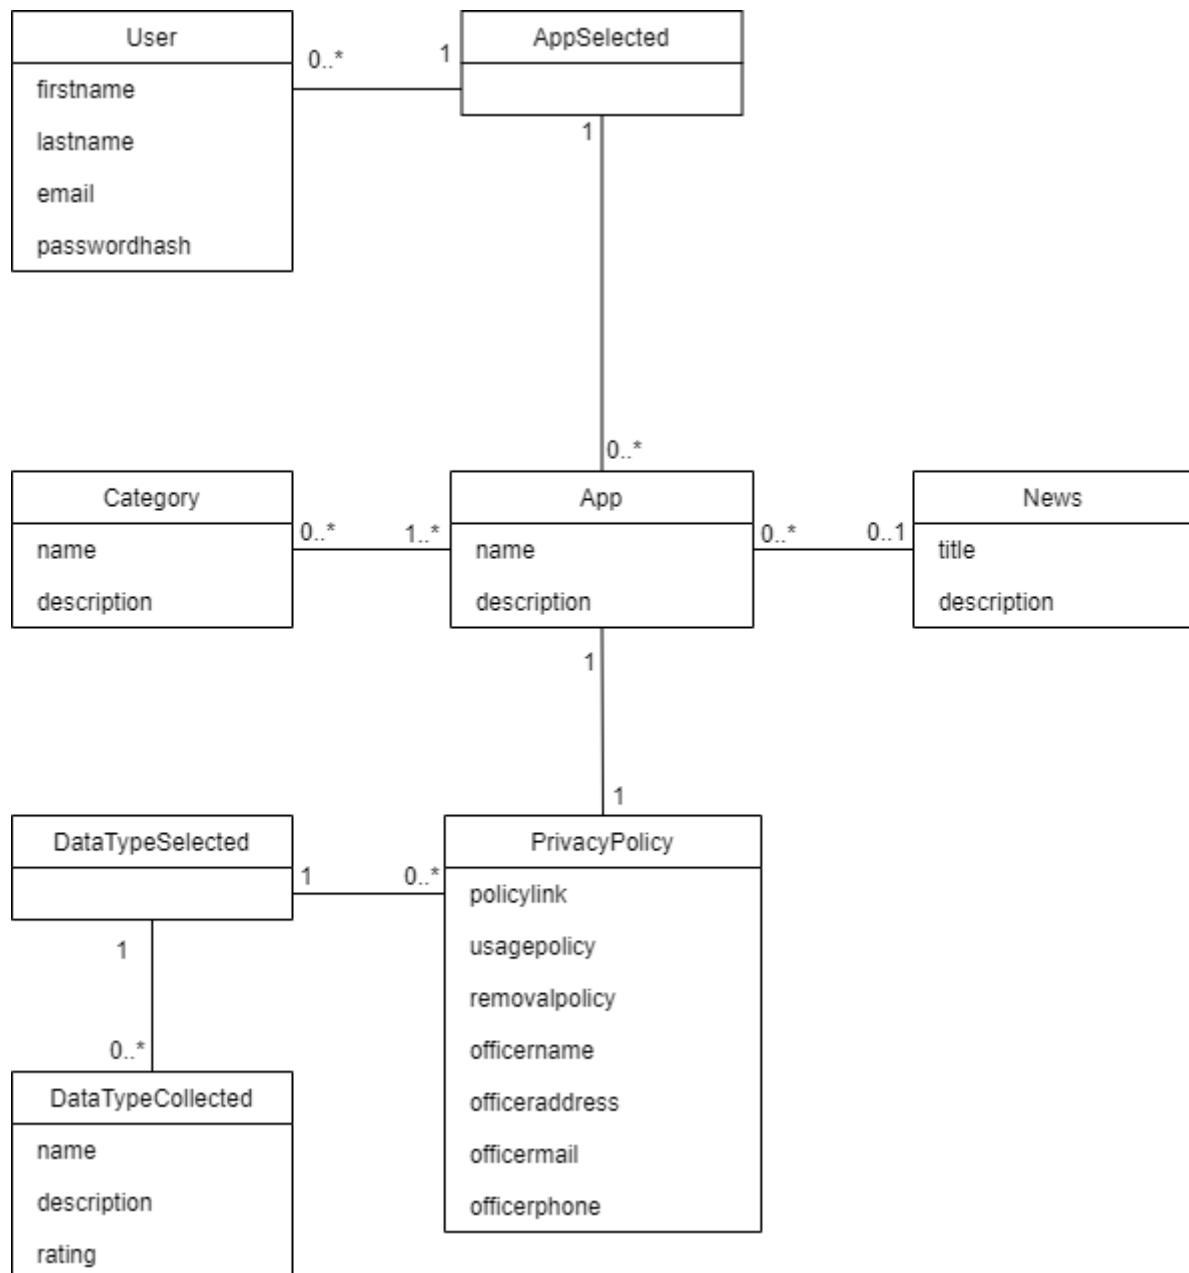 User
firstname
lastname
email
passwordhash
0..*
1
AppSelected
1
0..*
Category
name
description
0..*
1..*
App
name
description
0..*
0..1
News
title
description
1
1
DataTypeSelected
1
0..*
PrivacyPolicy
policylink
usagepolicy
removalpolicy
officername
officeraddress
officermail
officerphone
1
0..*
DataTypeCollected
name
description
rating